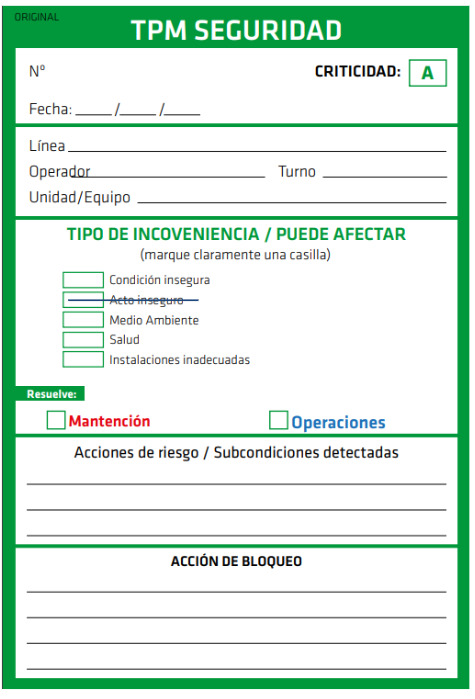 ORIGINAL
TPM SEGURIDAD
Nº CRITICIDAD: A
Fecha: _____ /_____ /_____
Línea
Operador Turno
Unidad/Equipo
TIPO DE INCOVENIENCIA / PUEDE AFECTAR
(marque claramente una casilla)
Condición insegura
Acto inseguro
Medio Ambiente
Salud
Instalaciones inadecuadas
Resuelve:
Mantención Operaciones
Acciones de riesgo / Subcondiciones detectadas
ACCIÓN DE BLOQUEO